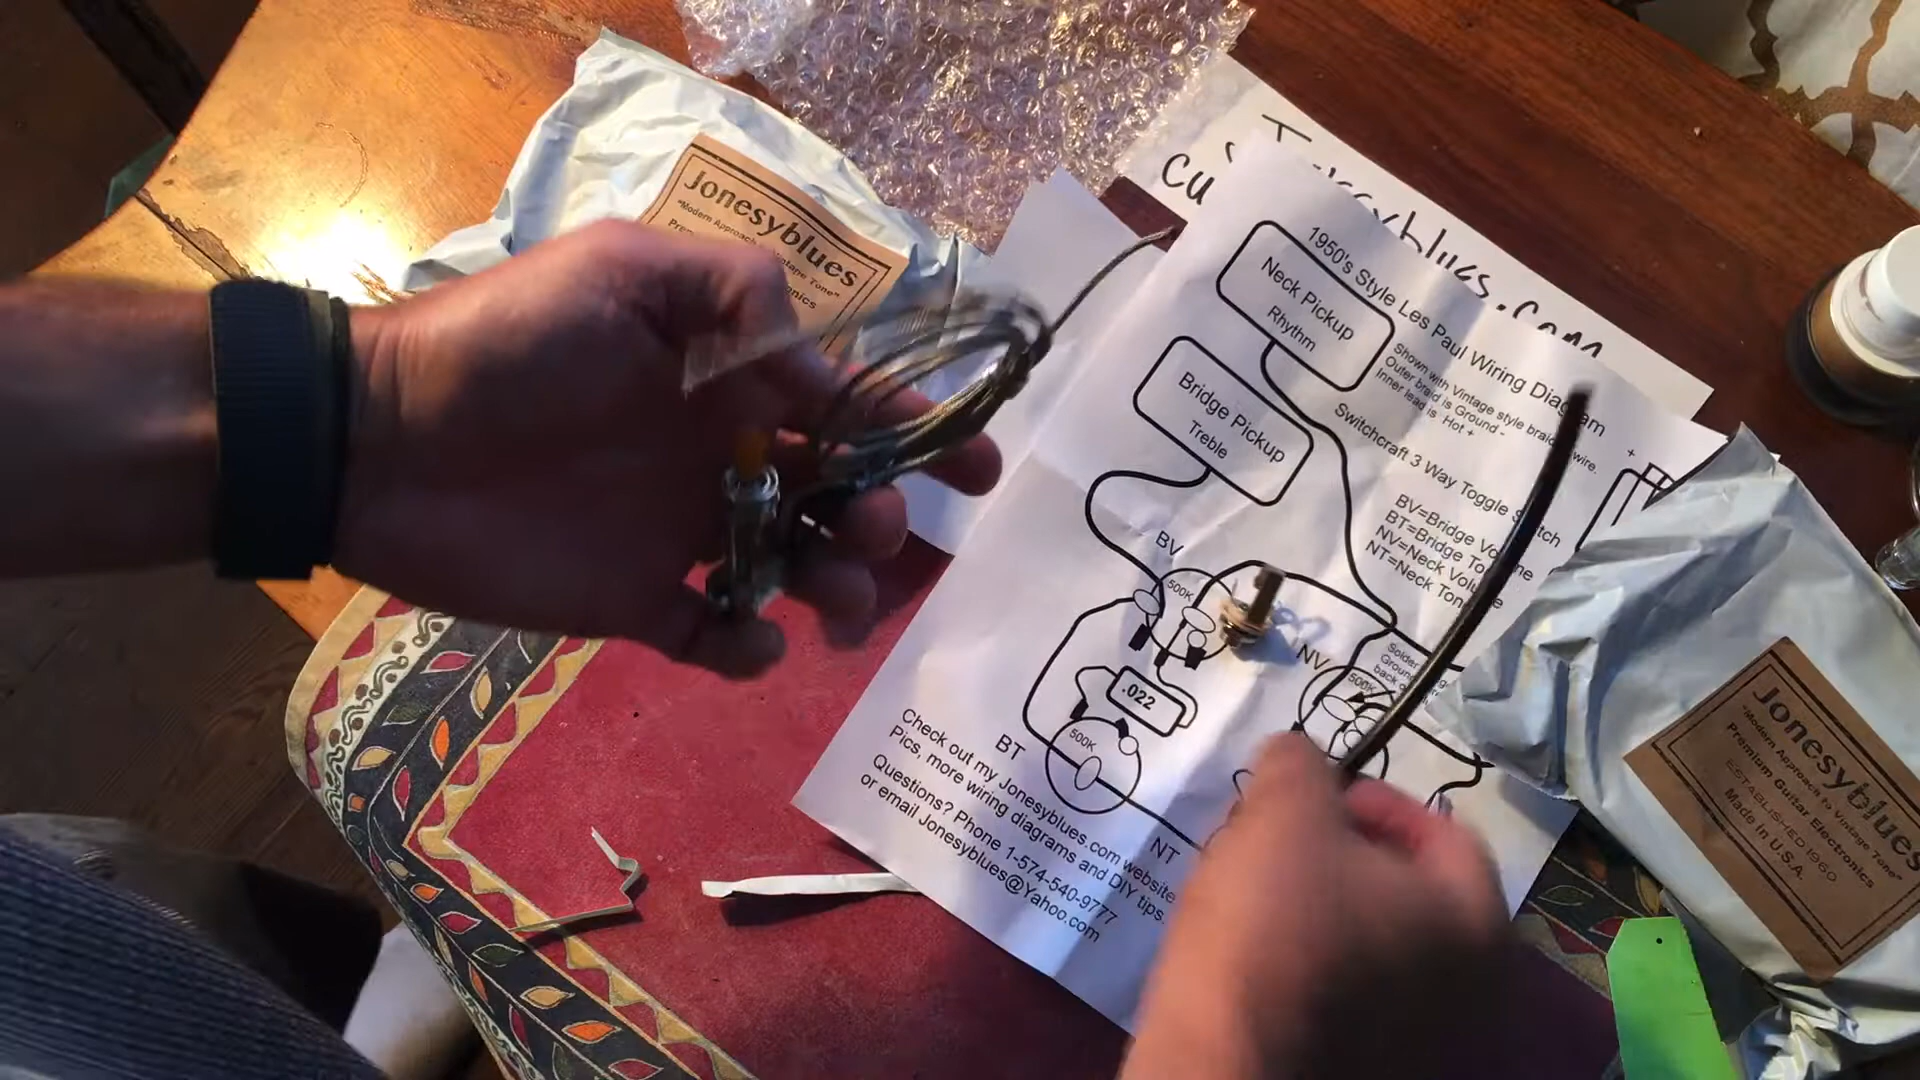 Jonesyblues
"Modern Approach
Vintage Tone"
cu
1950's Style Les Paul Wiring Diagram
Neck Pickup
Rhythm
Shown with Vintage style braid wire.
Outer braid is Ground -
Inner lead is Hot +
Bridge Pickup
Treble
Switchcraft 3 Way Toggle
+
BV=Bridge
BT=Bridge
NV=Neck
NT=Neck
BV
500K
NV
500K
Solder
.022
BT
500K
NT
Check out my Jonesyblues.com website
Pics, more wiring diagrams and DIY tips.
Questions? Phone 1-574-540-9777
or email Jonesyblues@Yahoo.com
Jonesyblues
"Modern Approach to Vintage Tone"
Premium Guitar Electronics
ESTABLISHED 1960
Made in U.S.A.